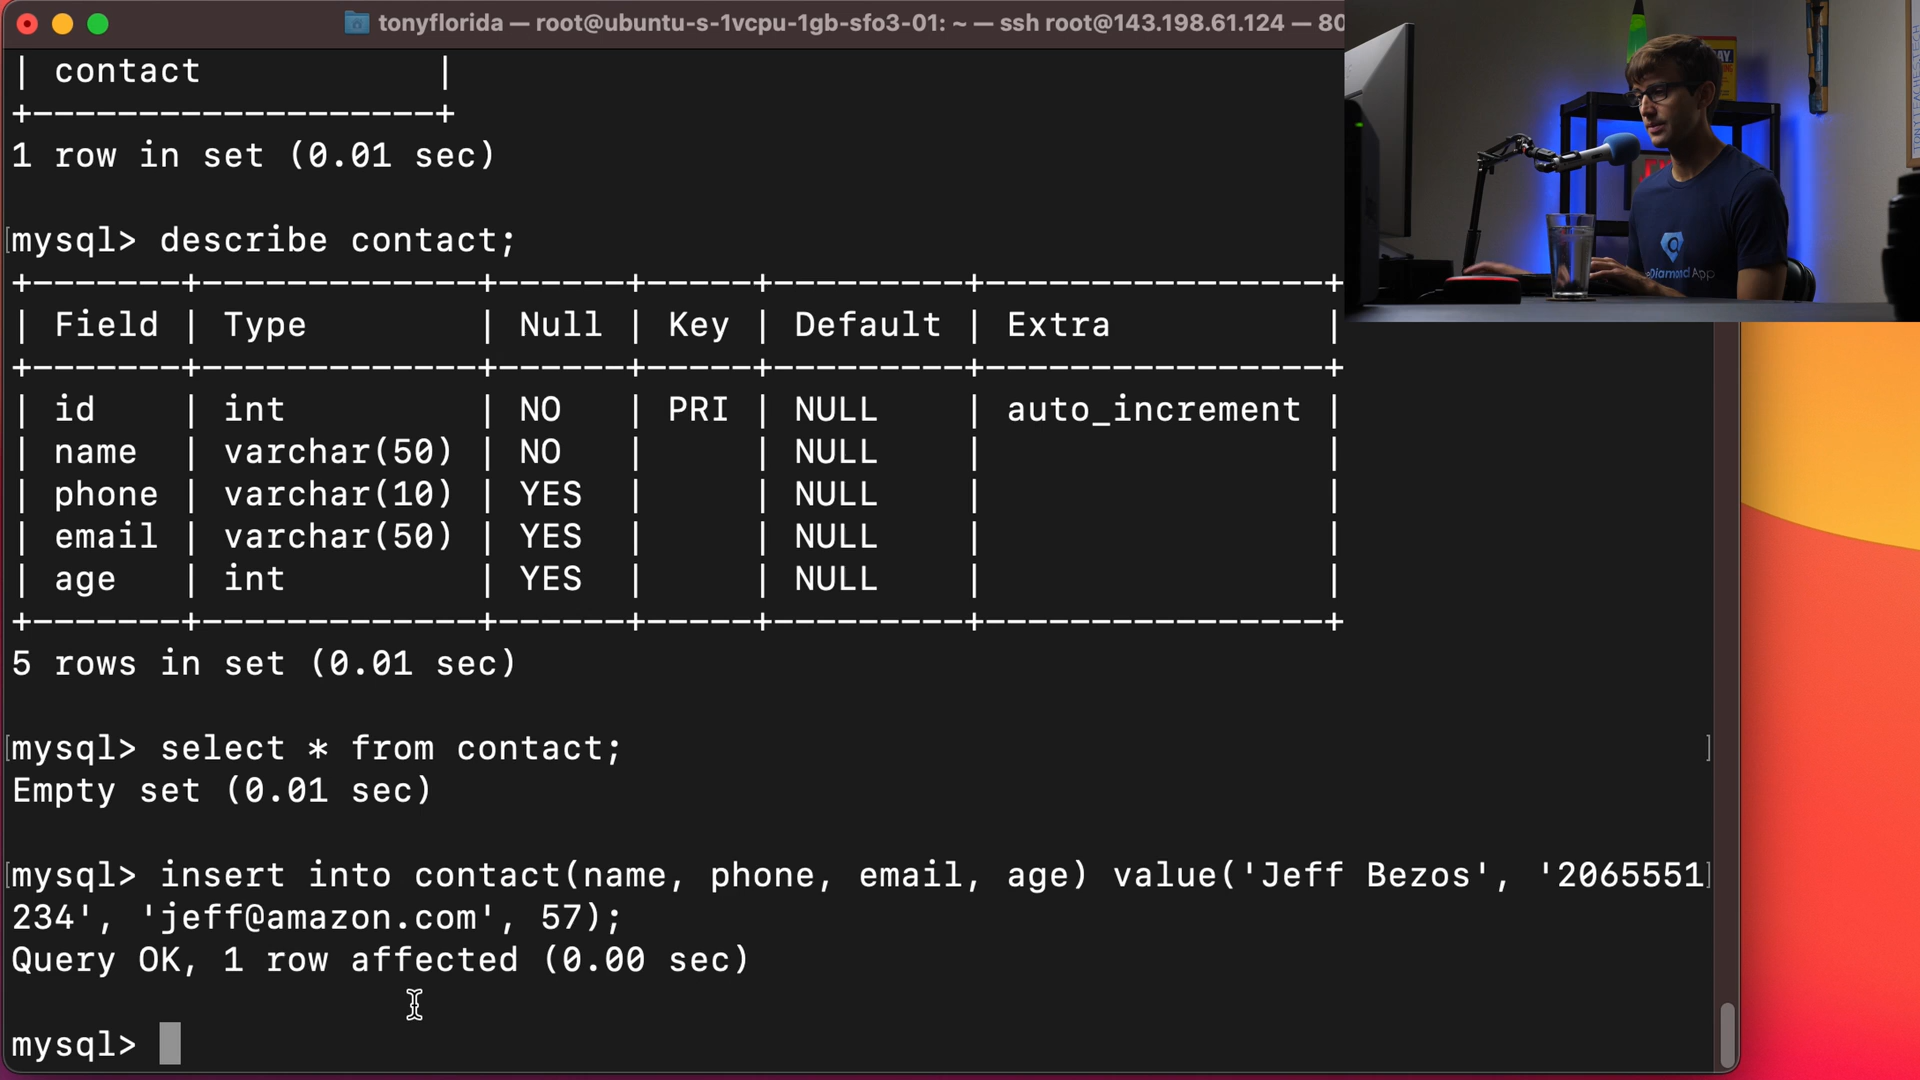 tonyflorida — root@ubuntu-s-1vcpu-1gb-sfo3-01: ~ — ssh root@143.198.61.124 — 80
| contact            |
+-------------------+
1 row in set (0.01 sec)
mysql> describe contact;
+-------+-------------+------+-----+---------+----------------+
| Field | Type        | Null | Key | Default | Extra          |
+-------+-------------+------+-----+---------+----------------+
| id    | int         | NO   | PRI | NULL    | auto_increment |
| name  | varchar(50) | NO   |     | NULL    |                |
| phone | varchar(10) | YES  |     | NULL    |                |
| email | varchar(50) | YES  |     | NULL    |                |
| age   | int         | YES  |     | NULL    |                |
+-------+-------------+------+-----+---------+----------------+
5 rows in set (0.01 sec)
mysql> select * from contact;
Empty set (0.01 sec)
mysql> insert into contact(name, phone, email, age) value('Jeff Bezos', '2065551
234', 'jeff@amazon.com', 57);
Query OK, 1 row affected (0.00 sec)
mysql>
Diamond App